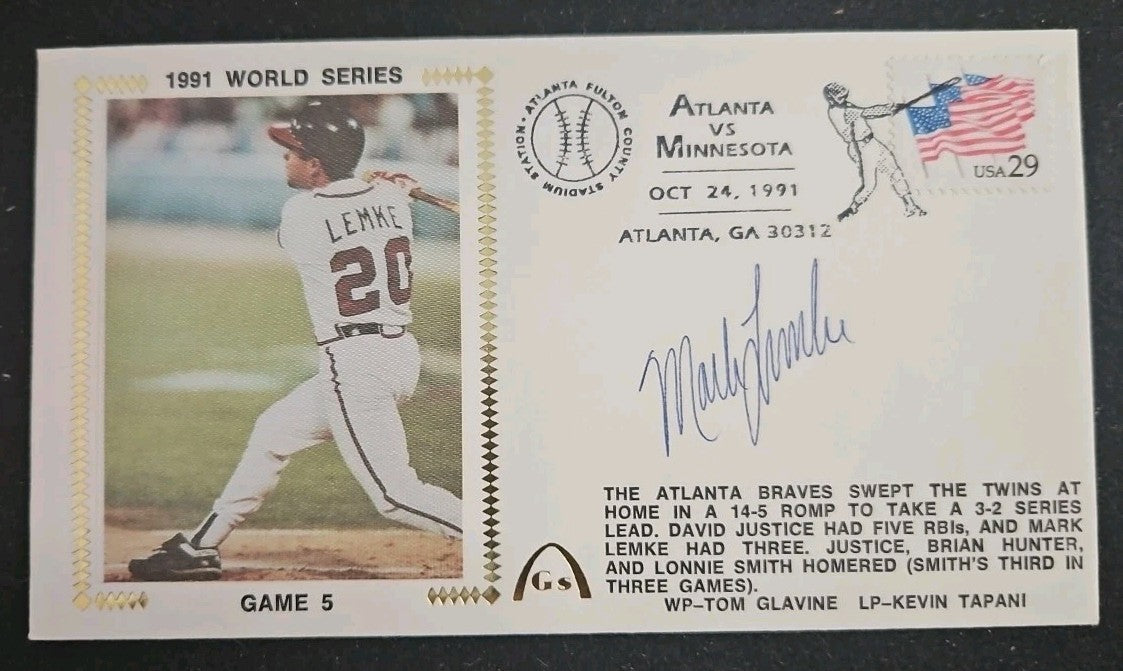 1991 WORLD SERIES
LEMKE
20
GAME 5
ATLANTA FULTON COUNTY STADIUM STATION
ATLANTA
VS
MINNESOTA
OCT 24, 1991
ATLANTA, GA 30312
USA 29
Mark Lemke
THE ATLANTA BRAVES SWEPT THE TWINS AT
HOME IN A 14-5 ROMP TO TAKE A 3-2 SERIES
LEAD. DAVID JUSTICE HAD FIVE RBIs, AND MARK
LEMKE HAD THREE. JUSTICE, BRIAN HUNTER,
AND LONNIE SMITH HOMERED (SMITH'S THIRD IN
THREE GAMES).
WP-TOM GLAVINE LP-KEVIN TAPANI
Gs